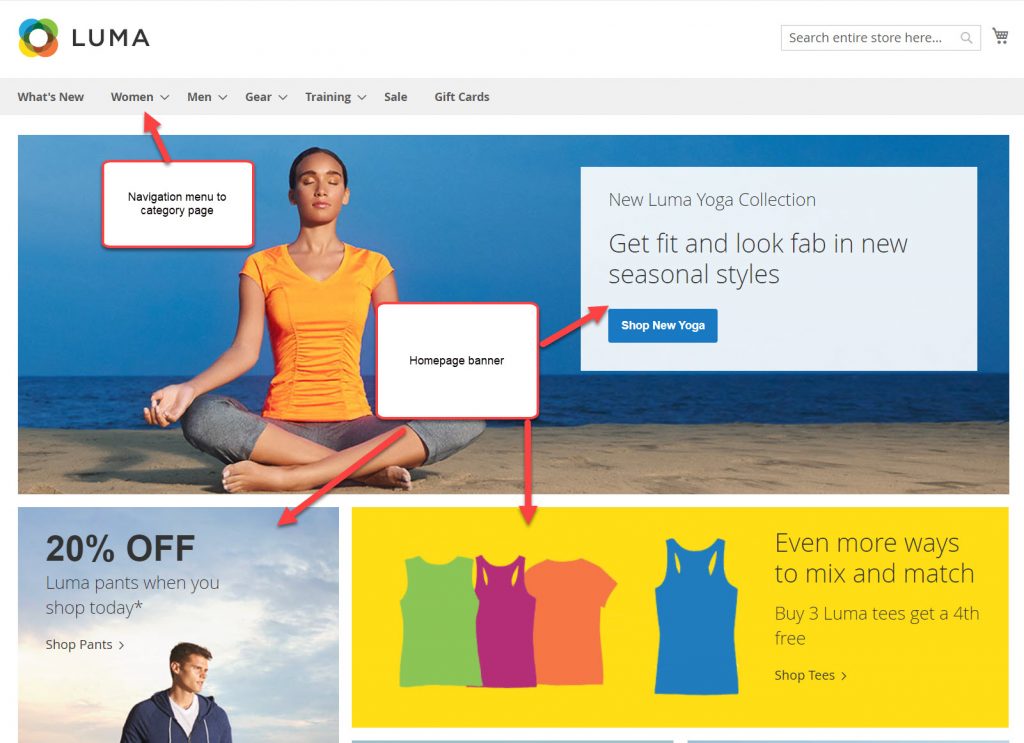 LUMA
Search entire store here...
What's New Women Men Gear Training Sale Gift Cards
Navigation menu to
category page
New Luma Yoga Collection
Get fit and look fab in new
seasonal styles
Shop New Yoga
Homepage banner
20% OFF
Luma pants when you
shop today*
Shop Pants >
Even more ways
to mix and match
Buy 3 Luma tees get a 4th
free
Shop Tees >